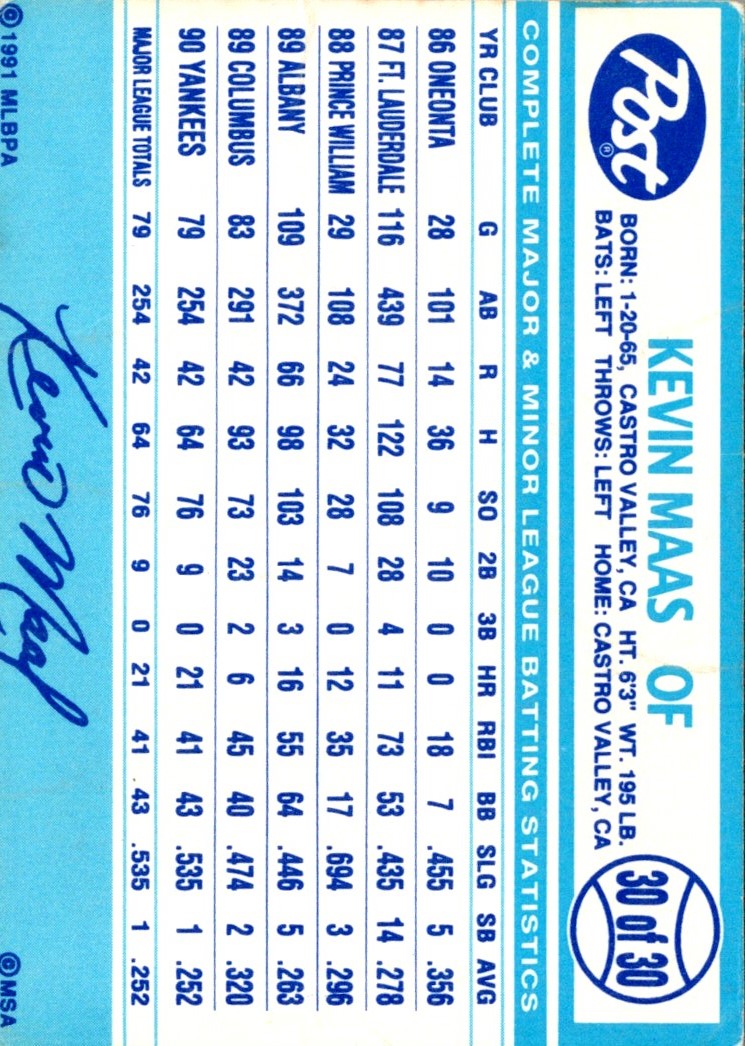 Post®
KEVIN MAAS OF
BORN: 1-20-65, CASTRO VALLEY, CA HT. 6'3" WT. 195 LB.
BATS: LEFT THROWS: LEFT HOME: CASTRO VALLEY, CA
30 of 30
COMPLETE MAJOR & MINOR LEAGUE BATTING STATISTICS
YR CLUB G AB R H SO 2B 3B HR RBI BB SLG SB AVG
86 ONEONTA 28 101 14 36 9 10 0 0 18 7 .455 5 .356
87 FT. LAUDERDALE 116 439 77 122 108 28 4 11 73 53 .435 14 .278
88 PRINCE WILLIAM 29 108 24 32 28 7 0 12 35 17 .694 3 .296
89 ALBANY 109 372 66 98 103 14 3 16 55 64 .446 5 .263
89 COLUMBUS 83 291 42 93 73 23 2 6 45 40 .474 2 .320
90 YANKEES 79 254 42 64 76 9 0 21 41 43 .535 1 .252
MAJOR LEAGUE TOTALS 79 254 42 64 76 9 0 21 41 43 .535 1 .252
Kevin Maas
©1991 MLBPA
©MSA